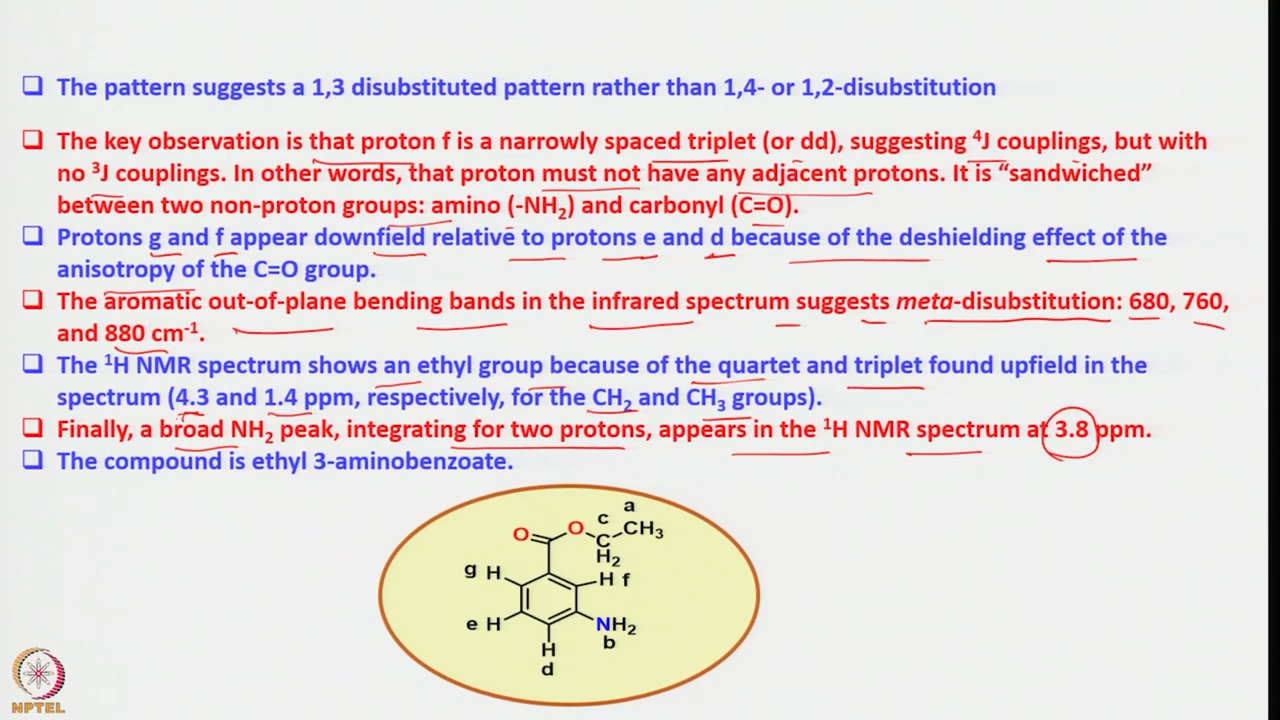 ❑ The pattern suggests a 1,3 disubstituted pattern rather than 1,4- or 1,2-disubstitution
❑ The key observation is that proton f is a narrowly spaced triplet (or dd), suggesting ⁴J couplings, but with
no ³J couplings. In other words, that proton must not have any adjacent protons. It is “sandwiched”
between two non-proton groups: amino (-NH₂) and carbonyl (C=O).
❑ Protons g and f appear downfield relative to protons e and d because of the deshielding effect of the
anisotropy of the C=O group.
❑ The aromatic out-of-plane bending bands in the infrared spectrum suggests meta-disubstitution: 680, 760,
and 880 cm⁻¹.
❑ The ¹H NMR spectrum shows an ethyl group because of the quartet and triplet found upfield in the
spectrum (4.3 and 1.4 ppm, respectively, for the CH₂ and CH₃ groups).
❑ Finally, a broad NH₂ peak, integrating for two protons, appears in the ¹H NMR spectrum at 3.8 ppm.
❑ The compound is ethyl 3-aminobenzoate.
a
c
O O CH₃
C
H₂
g H H f
e H NH₂
b
H
d
NPTEL